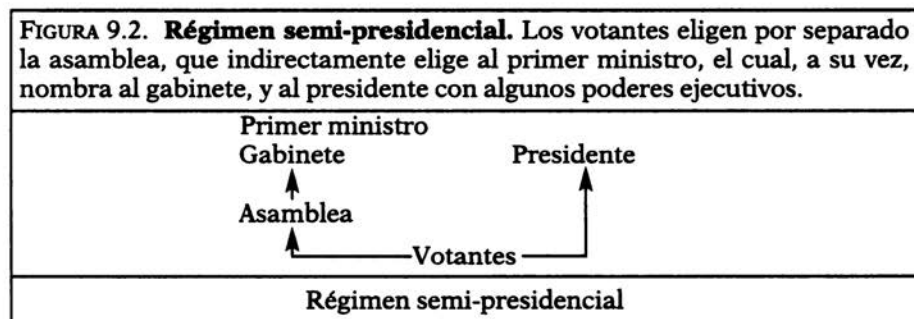 FIGURA 9.2. Régimen semi-presidencial. Los votantes eligen por separado
la asamblea, que indirectamente elige al primer ministro, el cual, a su vez,
nombra al gabinete, y al presidente con algunos poderes ejecutivos.
Primer ministro
Gabinete Presidente
Asamblea
Votantes
Régimen semi-presidencial